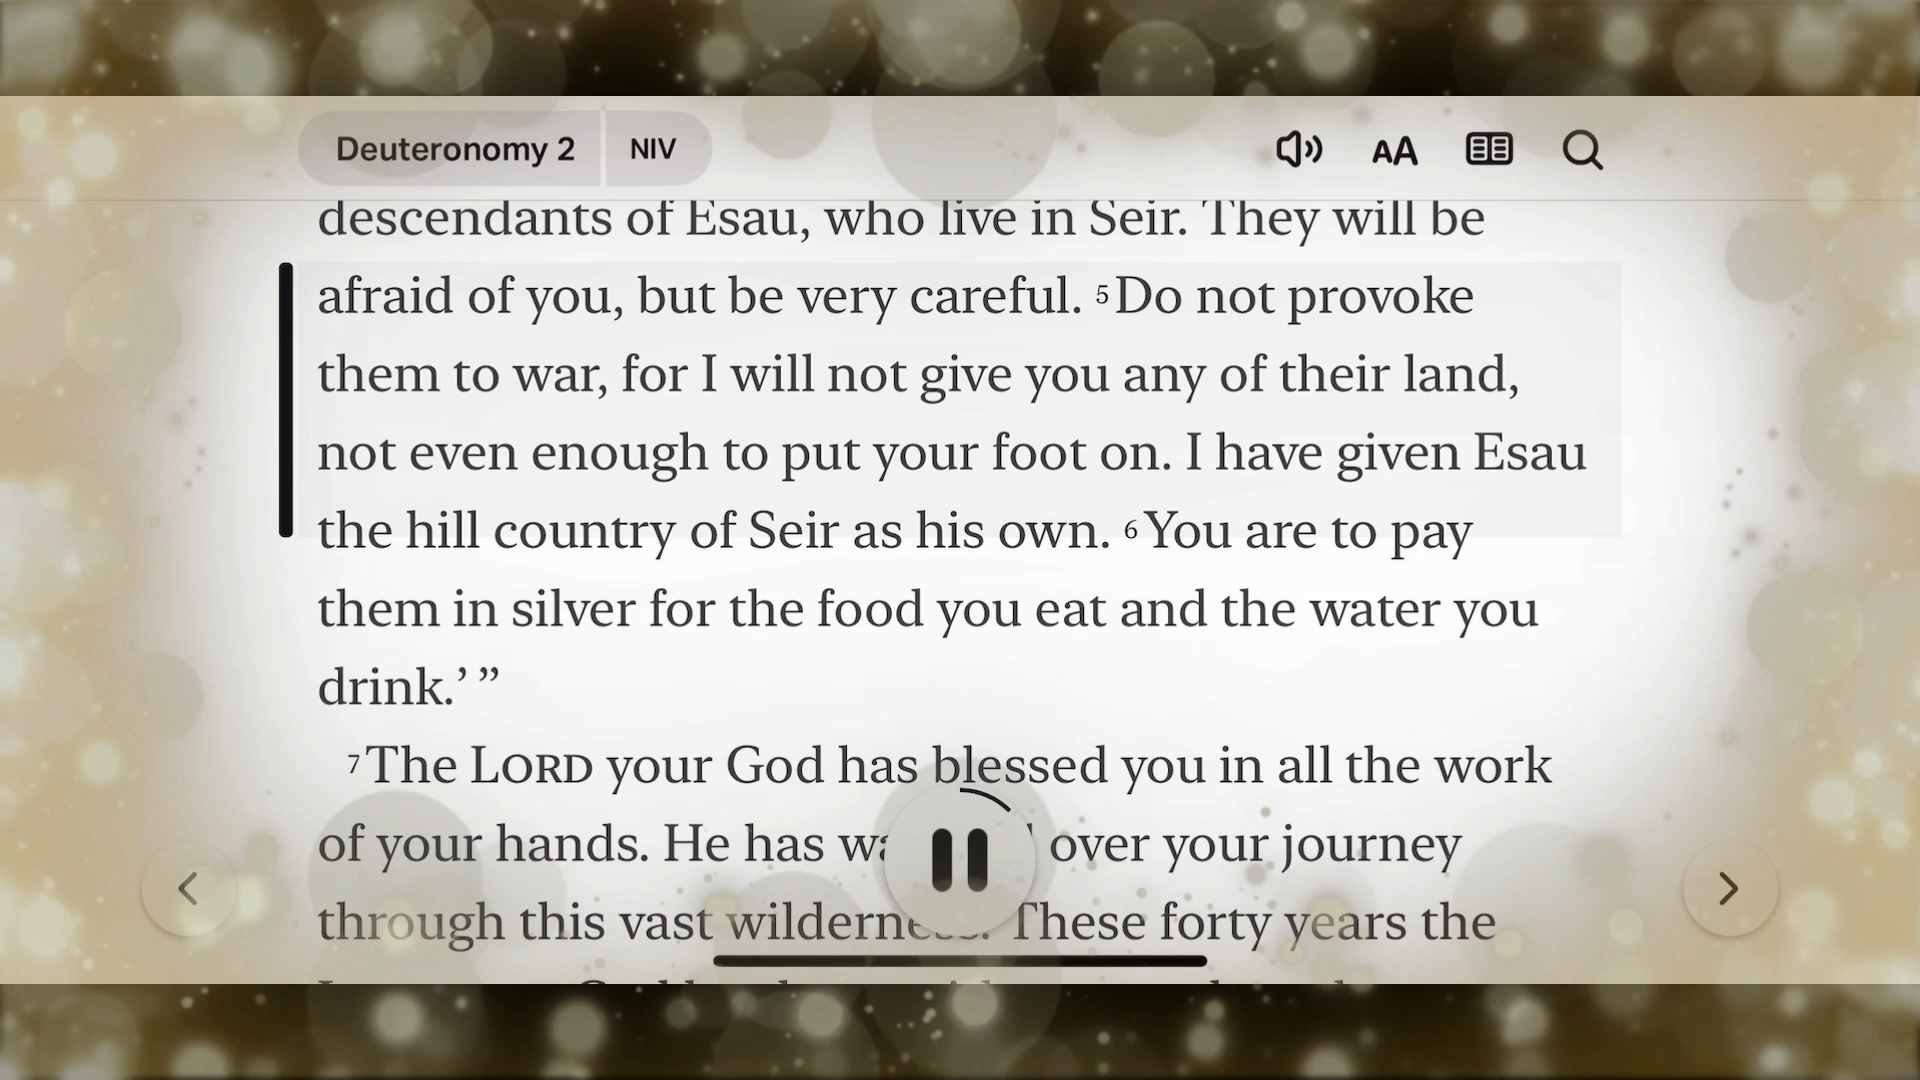 Deuteronomy 2 NIV AA
descendants of Esau, who live in Seir. They will be
afraid of you, but be very careful. 5 Do not provoke
them to war, for I will not give you any of their land,
not even enough to put your foot on. I have given Esau
the hill country of Seir as his own. 6 You are to pay
them in silver for the food you eat and the water you
drink.’ ”
7 The LORD your God has blessed you in all the work
of your hands. He has over your journey
through this vast wilderness. These forty years the